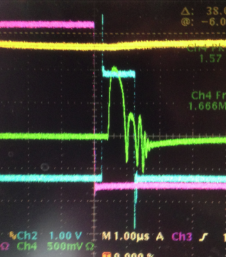 Δ: 38.
@: -6.0
1.57
Ch4 Fr
1.666M
Ch2 1.00 V M 1.00µs A Ch3
Ch4 500mV Ω
0.000 %